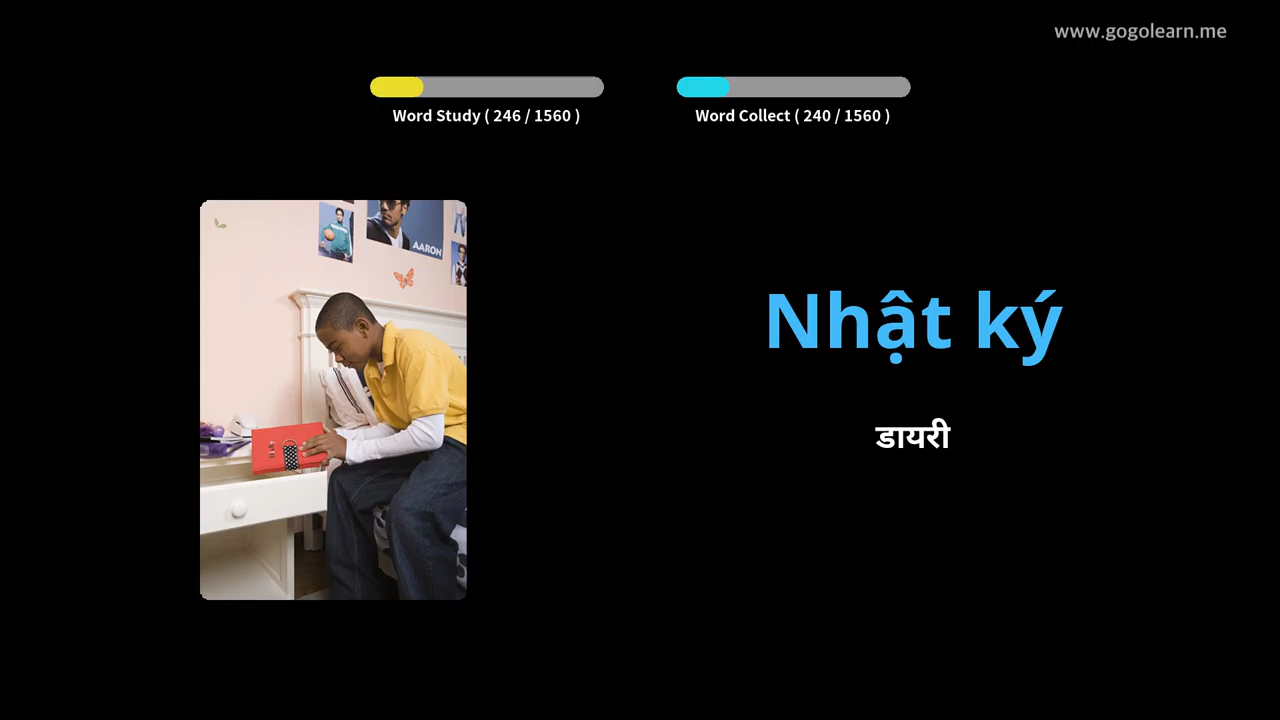 www.gogolearn.me
Word Study ( 246 / 1560 )
Word Collect ( 240 / 1560 )
AARON
Nhật ký
डायरी